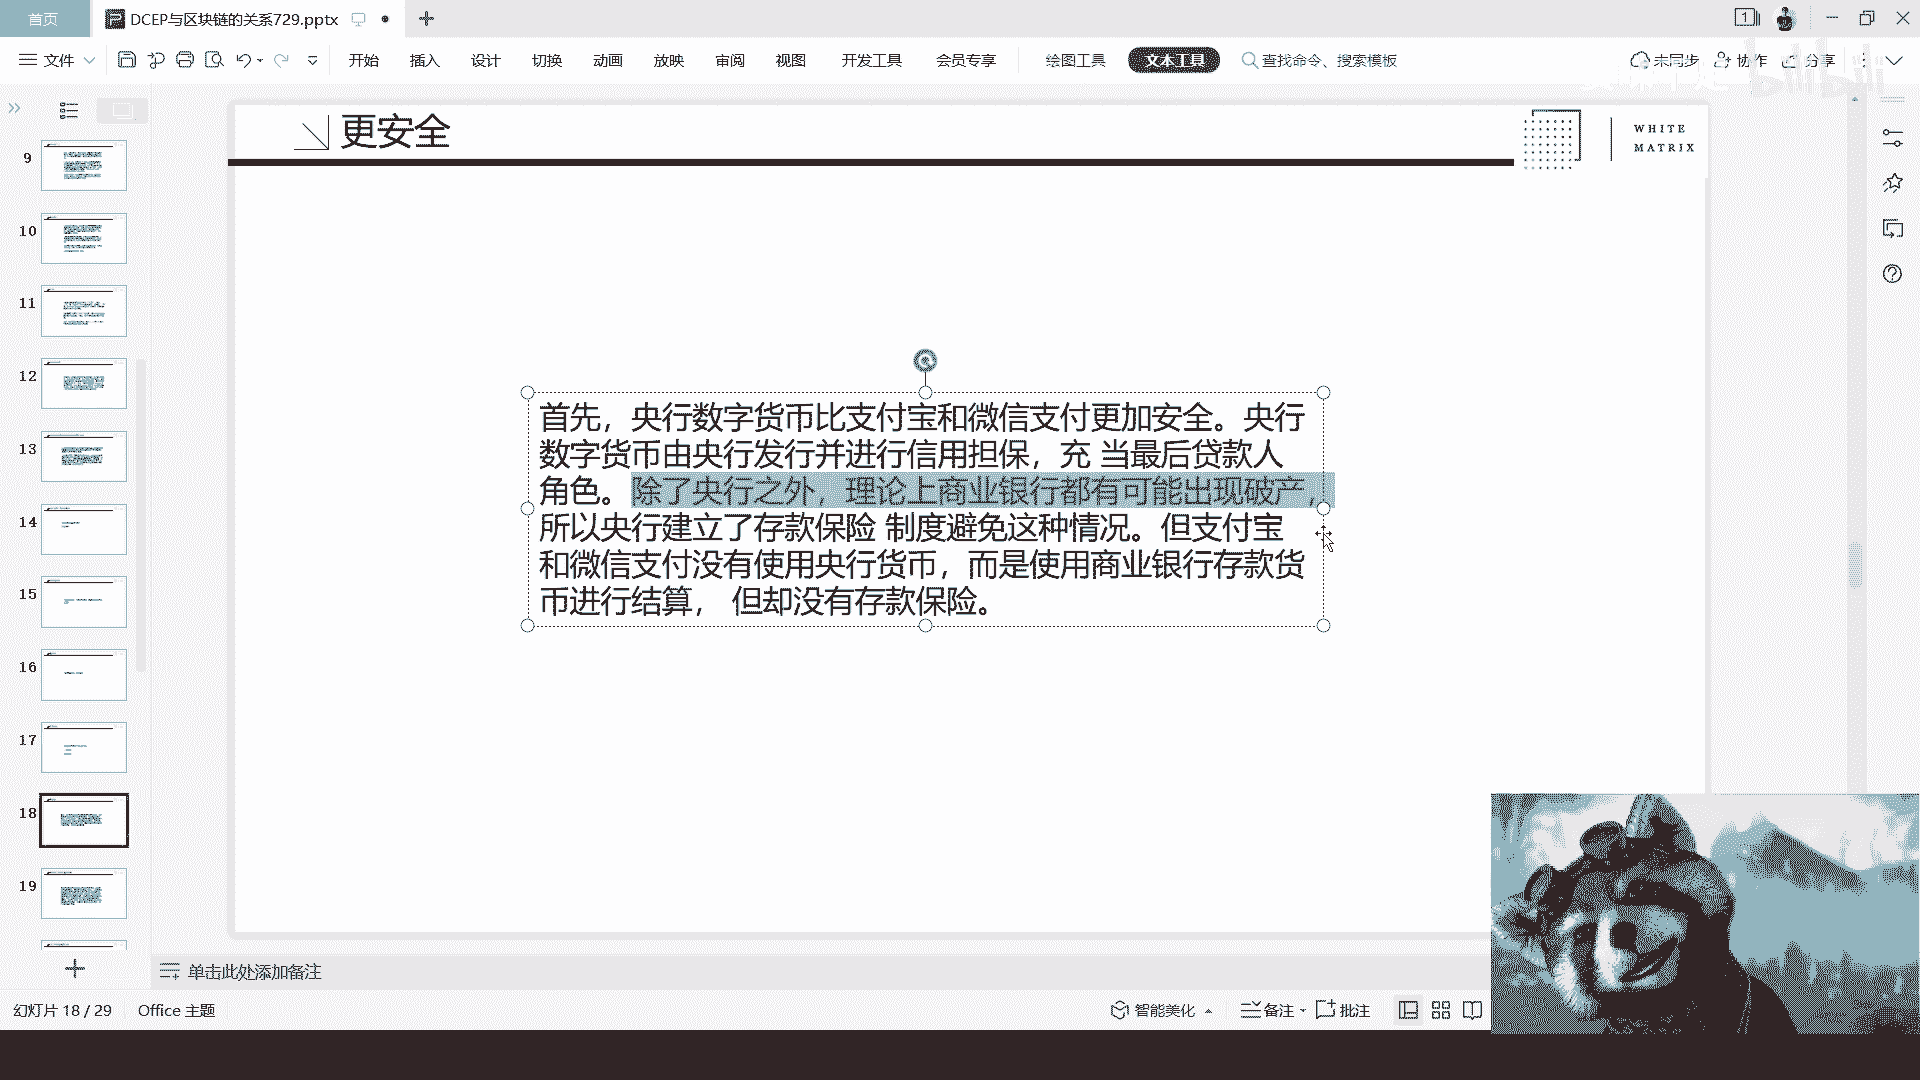 首页
DCEP与区块链的关系729.pptx
1
文件
开始 插入 设计 切换 动画 放映 审阅 视图 开发工具 会员专享 绘图工具 文本工具 查找命令、搜索模板
未同步 协作 分享
bilibili
更安全
WHITE
MATRIX
首先，央行数字货币比支付宝和微信支付更加安全。央行
数字货币由央行发行并进行信用担保，充 当最后贷款人
角色。除了央行之外，理论上商业银行都有可能出现破产，
所以央行建立了存款保险 制度避免这种情况。但支付宝
和微信支付没有使用央行货币，而是使用商业银行存款货
币进行结算， 但却没有存款保险。
9
10
11
12
13
14
15
16
17
18
19
单击此处添加备注
幻灯片 18 / 29
Office 主题
智能美化
备注
批注